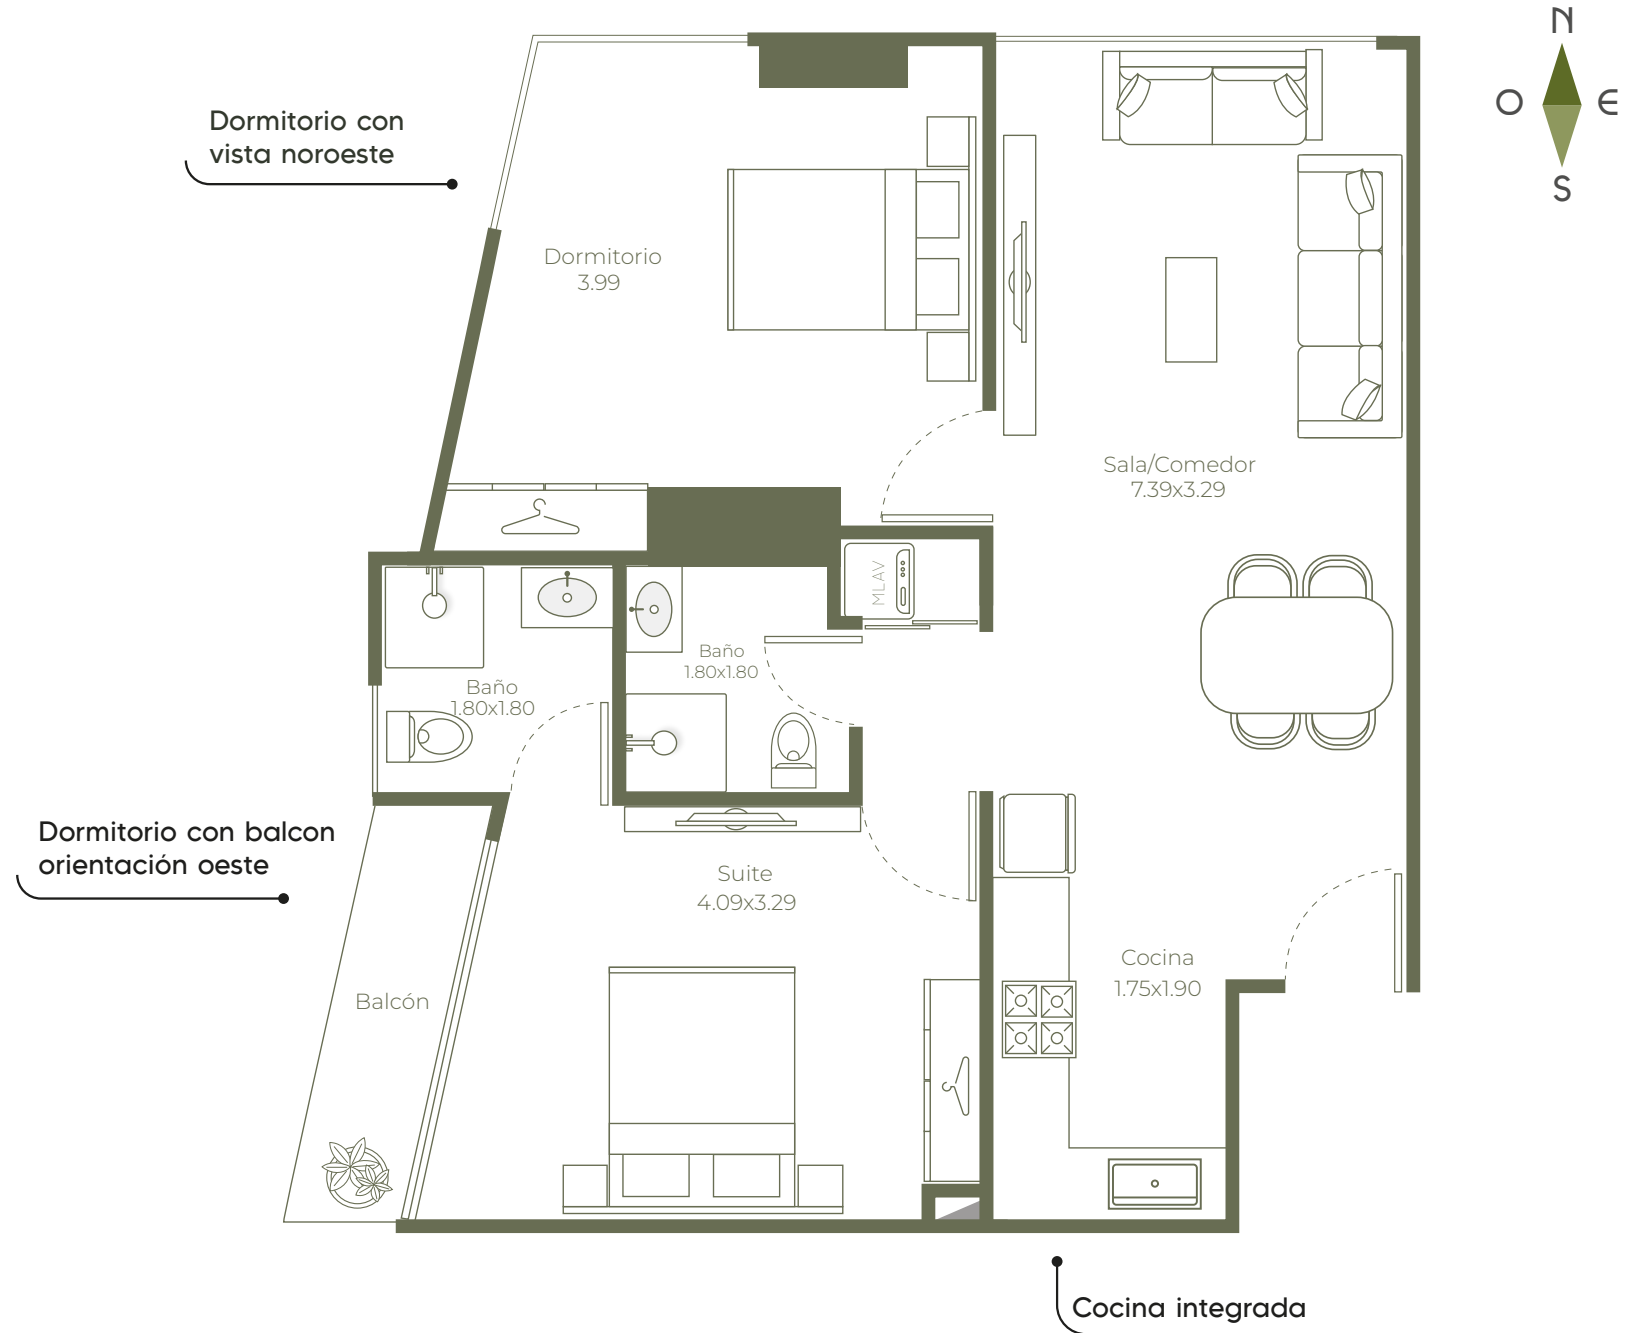 N
O
E
S
Dormitorio con
vista noroeste
Dormitorio
3.99
Sala/Comedor
7.39x3.29
MLAV
Baño
1.80x1.80
Baño
1.80x1.80
Dormitorio con balcon
orientación oeste
Suite
4.09x3.29
Cocina
1.75x1.90
Balcón
Cocina integrada